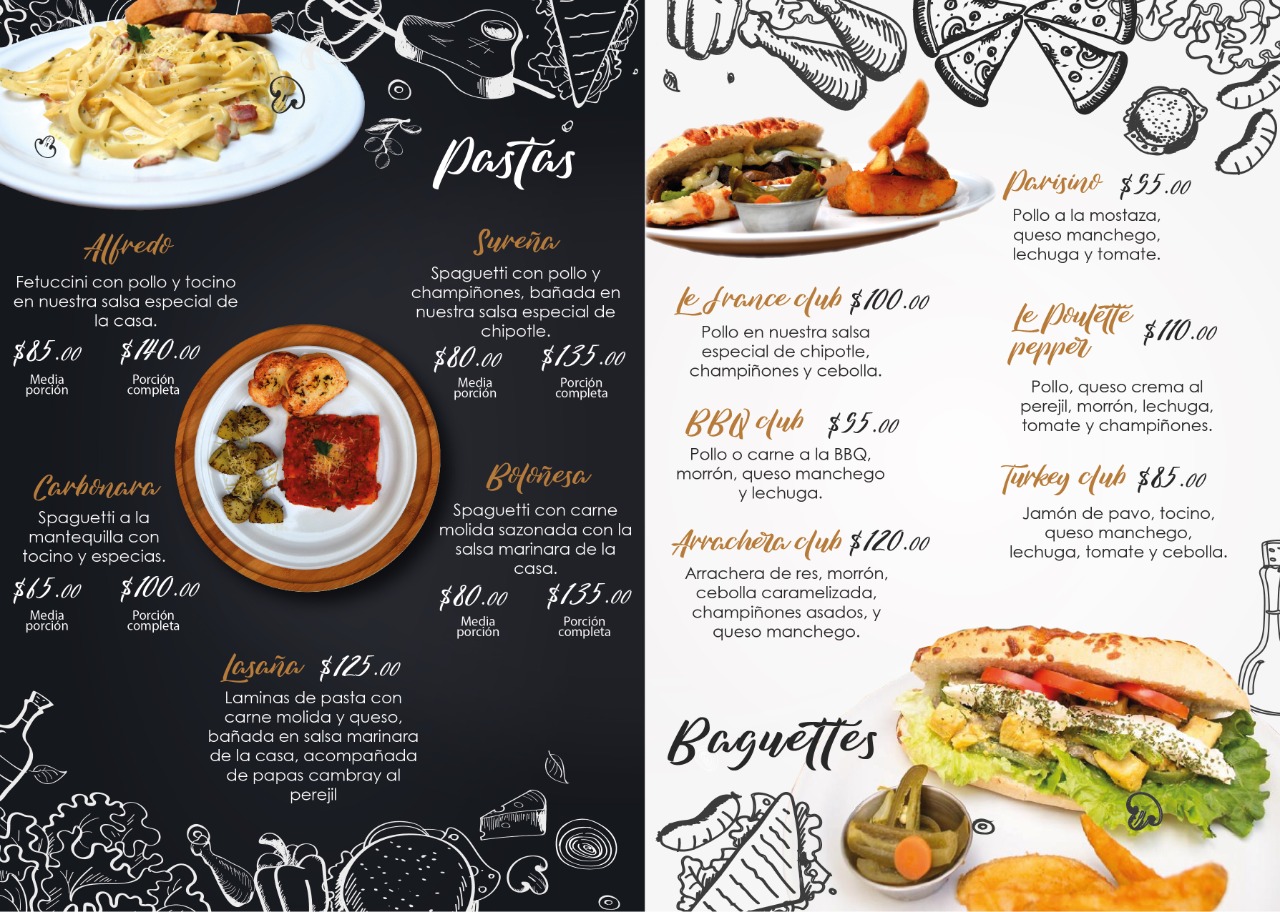 Pastas
Alfredo
Fetuccini con pollo y tocino
en nuestra salsa especial de
la casa.
$85.00 $140.00
Media
porción
Porción
completa
Sureña
Spaguetti con pollo y
champiñones, bañada en
nuestra salsa especial de
chipotle.
$80.00 $135.00
Media
porción
Porción
completa
Carbonara
Spaguetti a la
mantequilla con
tocino y especias.
$65.00 $100.00
Media
porción
Porción
completa
Boloñesa
Spaguetti con carne
molida sazonada con la
salsa marinara de la
casa.
$80.00 $135.00
Media
porción
Porción
completa
Lasaña $125.00
Laminas de pasta con
carne molida y queso,
bañada en salsa marinara
de la casa, acompañada
de papas cambray al
perejil
Baguettes
Le france club $100.00
Pollo en nuestra salsa
especial de chipotle,
champiñones y cebolla.
BBQ club $95.00
Pollo o carne a la BBQ,
morrón, queso manchego
y lechuga.
Arrachera club $120.00
Arrachera de res, morrón,
cebolla caramelizada,
champiñones asados, y
queso manchego.
Parisino $95.00
Pollo a la mostaza,
queso manchego,
lechuga y tomate.
Le Poulette
pepper
$110.00
Pollo, queso crema al
perejil, morrón, lechuga,
tomate y champiñones.
Turkey club $85.00
Jamón de pavo, tocino,
queso manchego,
lechuga, tomate y cebolla.